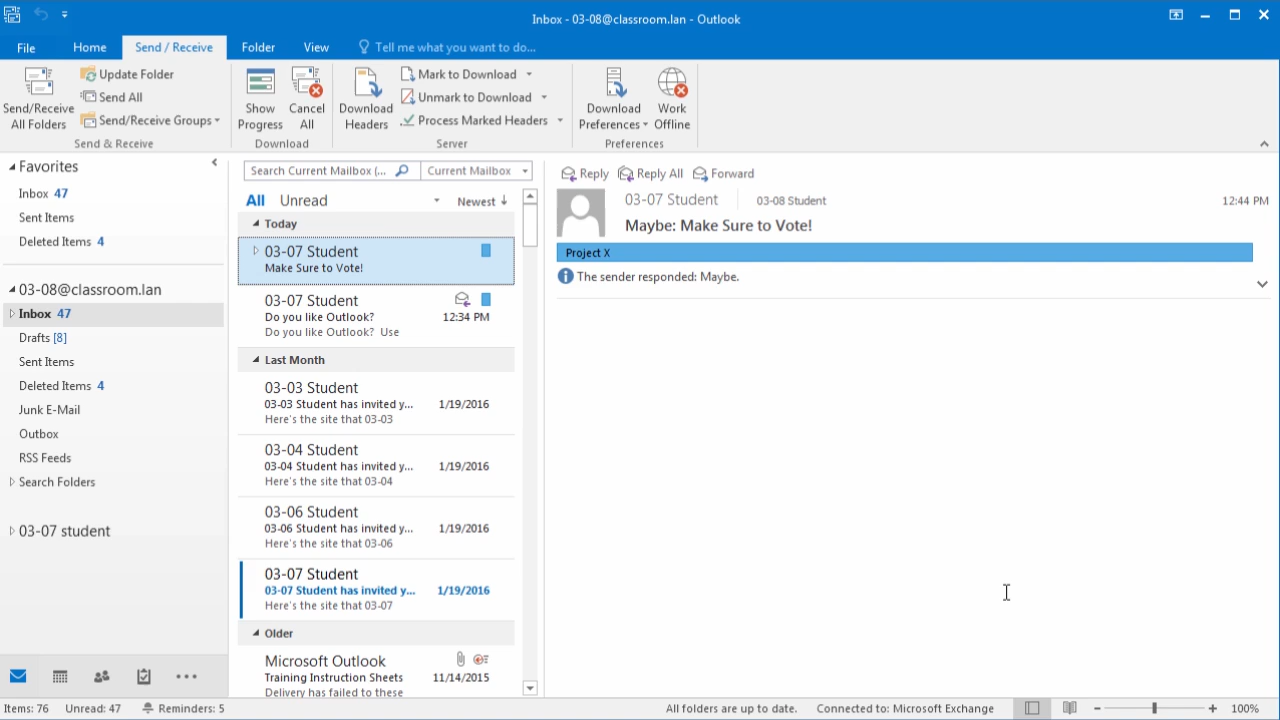 Inbox - 03-08@classroom.lan - Outlook
File Home Send / Receive Folder View Tell me what you want to do...
Send/Receive All Folders
Update Folder
Send All
Send/Receive Groups
Send & Receive
Show Progress
Cancel All
Download
Download Headers
Mark to Download
Unmark to Download
Process Marked Headers
Server
Download Preferences
Work Offline
Preferences
Favorites
Inbox 47
Sent Items
Deleted Items 4
03-08@classroom.lan
Inbox 47
Drafts [8]
Sent Items
Deleted Items 4
Junk E-Mail
Outbox
RSS Feeds
Search Folders
03-07 student
Search Current Mailbox (... Current Mailbox
All Unread Newest
Today
03-07 Student
Make Sure to Vote!
03-07 Student
Do you like Outlook? 12:34 PM
Do you like Outlook? Use
Last Month
03-03 Student
03-03 Student has invited y... 1/19/2016
Here's the site that 03-03
03-04 Student
03-04 Student has invited y... 1/19/2016
Here's the site that 03-04
03-06 Student
03-06 Student has invited y... 1/19/2016
Here's the site that 03-06
03-07 Student
03-07 Student has invited y... 1/19/2016
Here's the site that 03-07
Older
Microsoft Outlook
Training Instruction Sheets 11/14/2015
Delivery has failed to these
Reply Reply All Forward
03-07 Student 03-08 Student 12:44 PM
Maybe: Make Sure to Vote!
Project X
The sender responded: Maybe.
Items: 76 Unread: 47 Reminders: 5 All folders are up to date. Connected to: Microsoft Exchange 100%